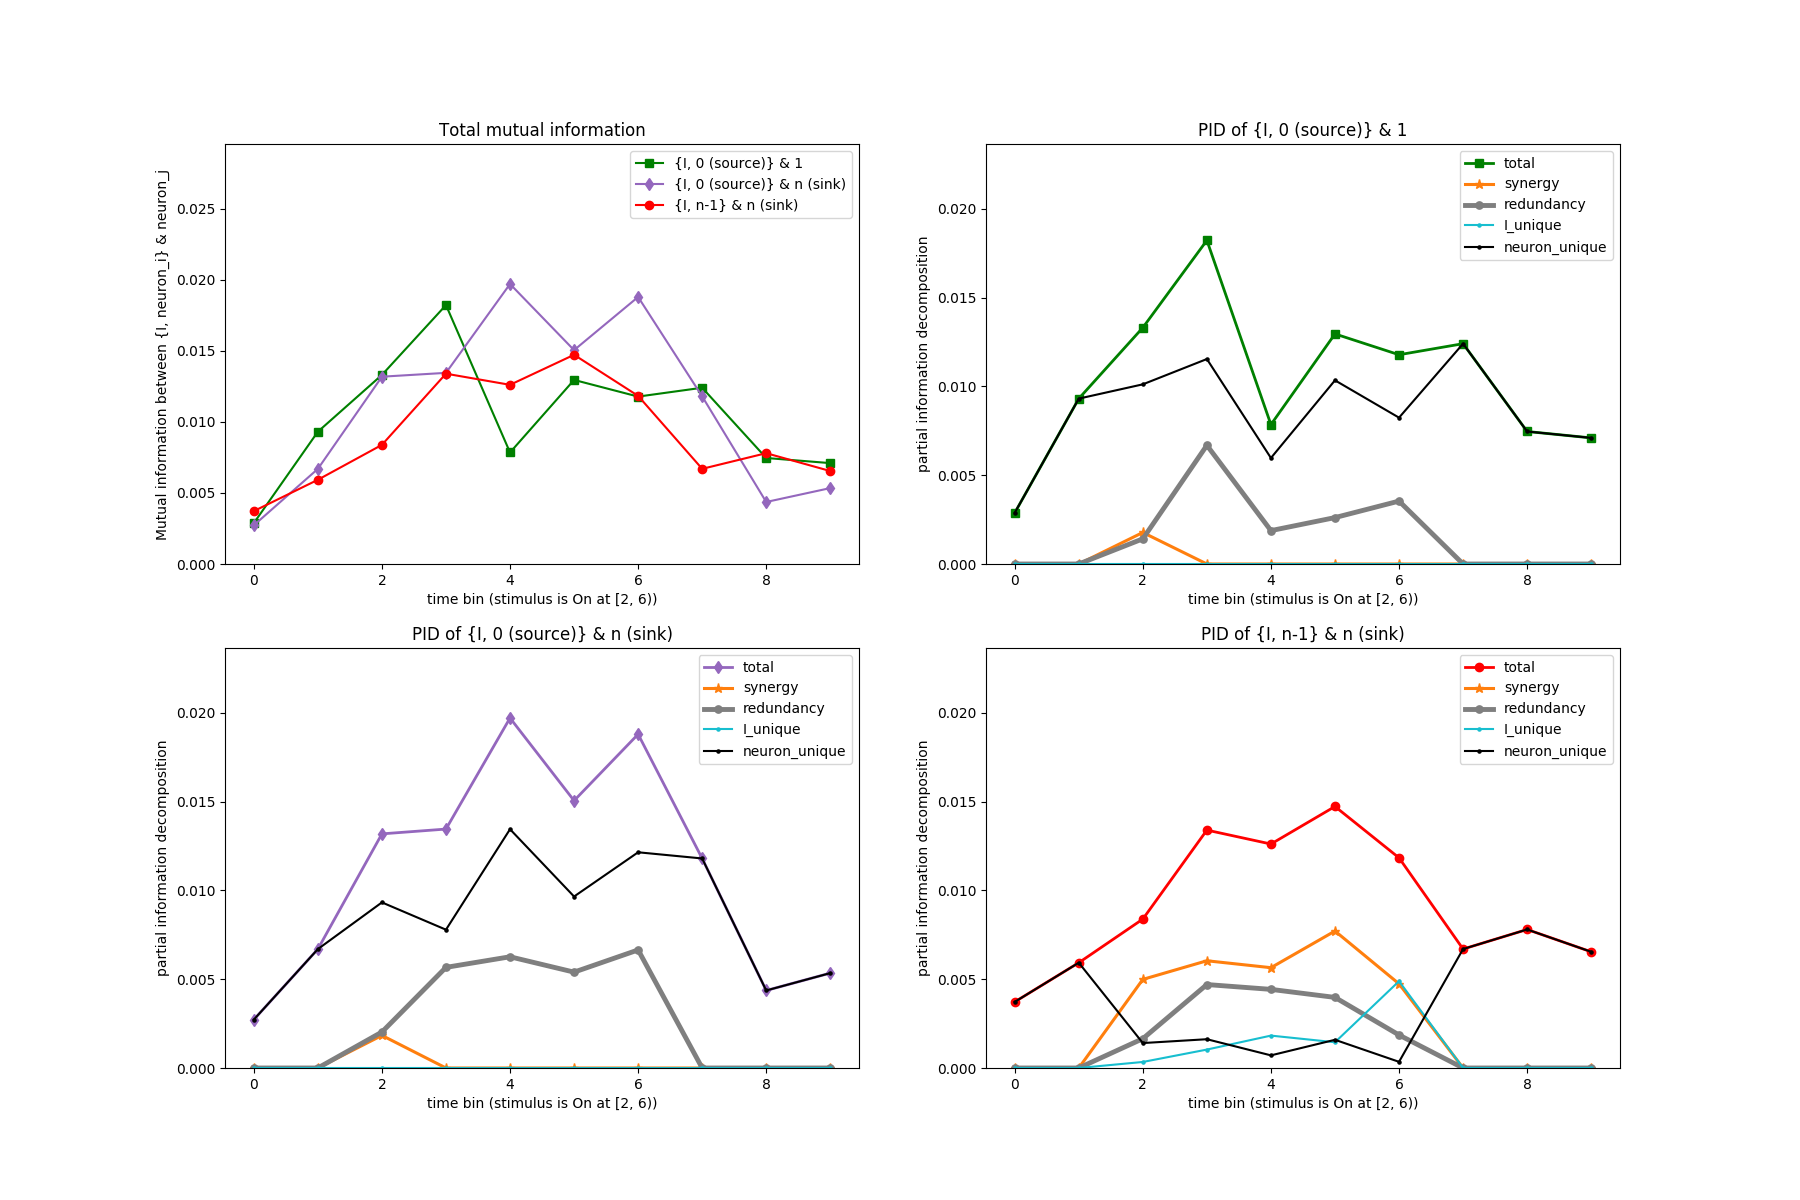 Total mutual information
Mutual information between {I, neuron_i} & neuron_j
0.025
0.020
0.015
0.010
0.005
0.000
{I, 0 (source)} & 1
{I, 0 (source)} & n (sink)
{I, n-1} & n (sink)
0 2 4 6 8
time bin (stimulus is On at [2, 6))
PID of {I, 0 (source)} & 1
partial information decomposition
0.020
0.015
0.010
0.005
0.000
total
synergy
redundancy
I_unique
neuron_unique
0 2 4 6 8
time bin (stimulus is On at [2, 6))
PID of {I, 0 (source)} & n (sink)
partial information decomposition
0.020
0.015
0.010
0.005
0.000
total
synergy
redundancy
I_unique
neuron_unique
0 2 4 6 8
time bin (stimulus is On at [2, 6))
PID of {I, n-1} & n (sink)
partial information decomposition
0.020
0.015
0.010
0.005
0.000
total
synergy
redundancy
I_unique
neuron_unique
0 2 4 6 8
time bin (stimulus is On at [2, 6))